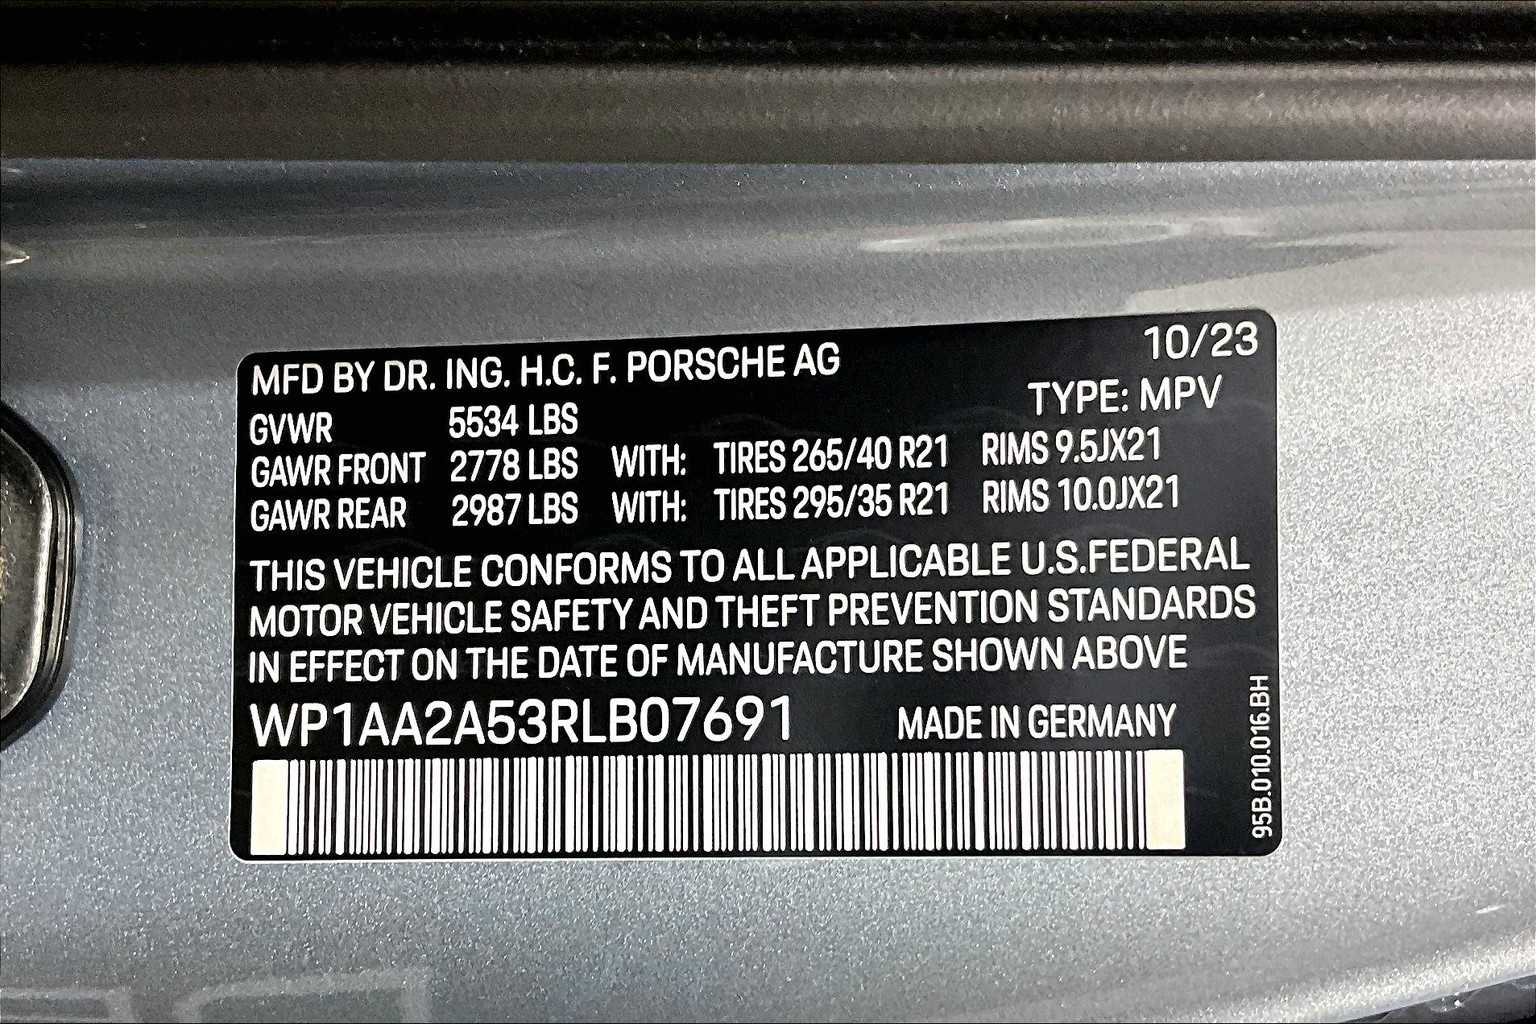 MFD BY DR. ING. H.C. F. PORSCHE AG 10/23
TYPE: MPV
GVWR 5534 LBS
GAWR FRONT 2778 LBS WITH: TIRES 265/40 R21 RIMS 9.5JX21
GAWR REAR 2987 LBS WITH: TIRES 295/35 R21 RIMS 10.0JX21
THIS VEHICLE CONFORMS TO ALL APPLICABLE U.S.FEDERAL
MOTOR VEHICLE SAFETY AND THEFT PREVENTION STANDARDS
IN EFFECT ON THE DATE OF MANUFACTURE SHOWN ABOVE
WP1AA2A53RLB07691 MADE IN GERMANY
95B.010.016.BH